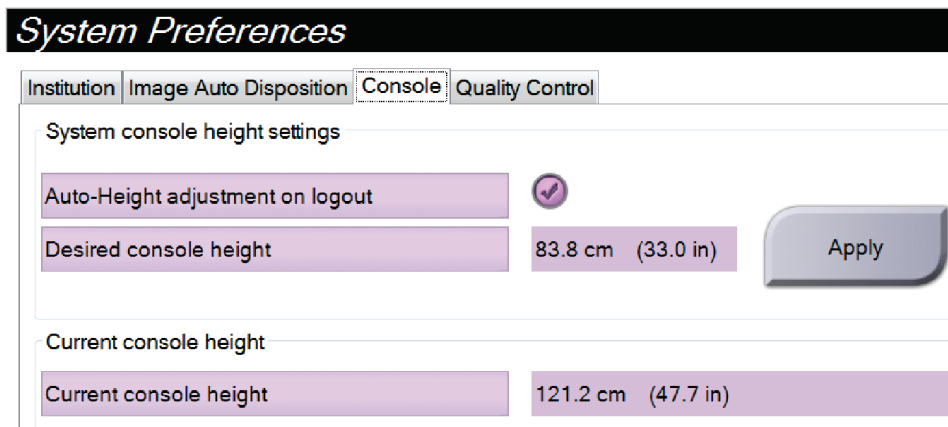 System Preferences
Institution Image Auto Disposition Console Quality Control
System console height settings
Auto-Height adjustment on logout
Desired console height 83.8 cm (33.0 in) Apply
Current console height
Current console height 121.2 cm (47.7 in)